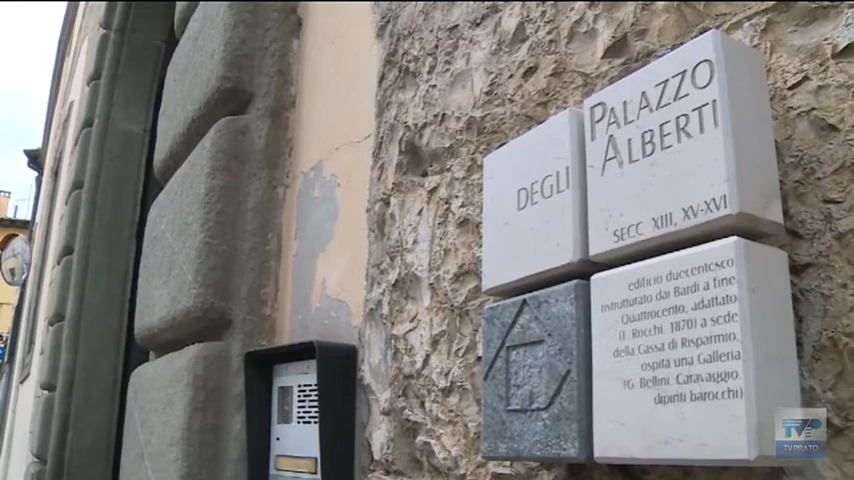 PALAZZO
DEGLI ALBERTI
SECC XIII, XV-XVI
edificio duecentesco
ristrutturato dai Bardi a fine
Quattrocento, adattato
(I. Rocchi, 1870) a sede
della Cassa di Risparmio,
ospita una Galleria
(G. Bellini, Caravaggio,
dipinti barocchi)
TVP
TV PRATO